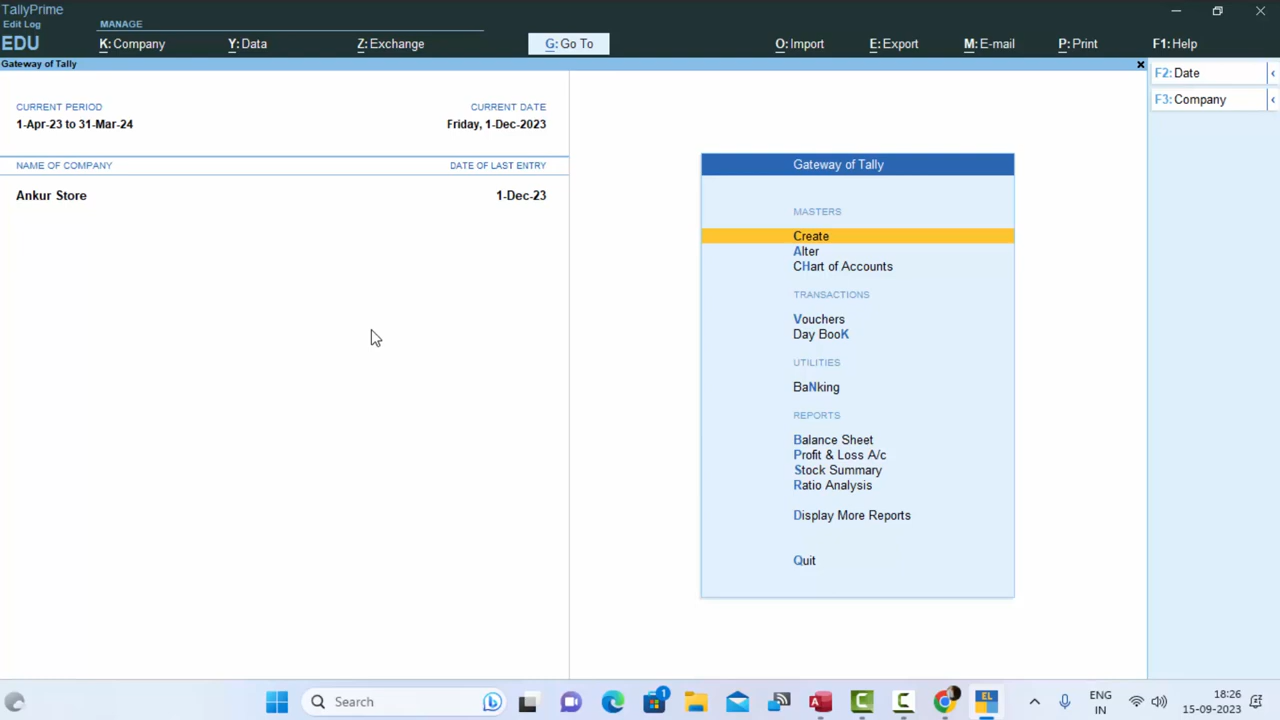 TallyPrime
Edit Log
EDU
MANAGE
K: Company
Y: Data
Z: Exchange
G: Go To
O: Import
E: Export
M: E-mail
P: Print
F1: Help
Gateway of Tally
F2: Date
F3: Company
CURRENT PERIOD
CURRENT DATE
1-Apr-23 to 31-Mar-24
Friday, 1-Dec-2023
NAME OF COMPANY
DATE OF LAST ENTRY
Ankur Store
1-Dec-23
Gateway of Tally
MASTERS
Create
Alter
CHart of Accounts
TRANSACTIONS
Vouchers
Day BooK
UTILITIES
BaNking
REPORTS
Balance Sheet
Profit & Loss A/c
Stock Summary
Ratio Analysis
Display More Reports
Quit
Search
1
EL
ENG
IN
18:26
15-09-2023